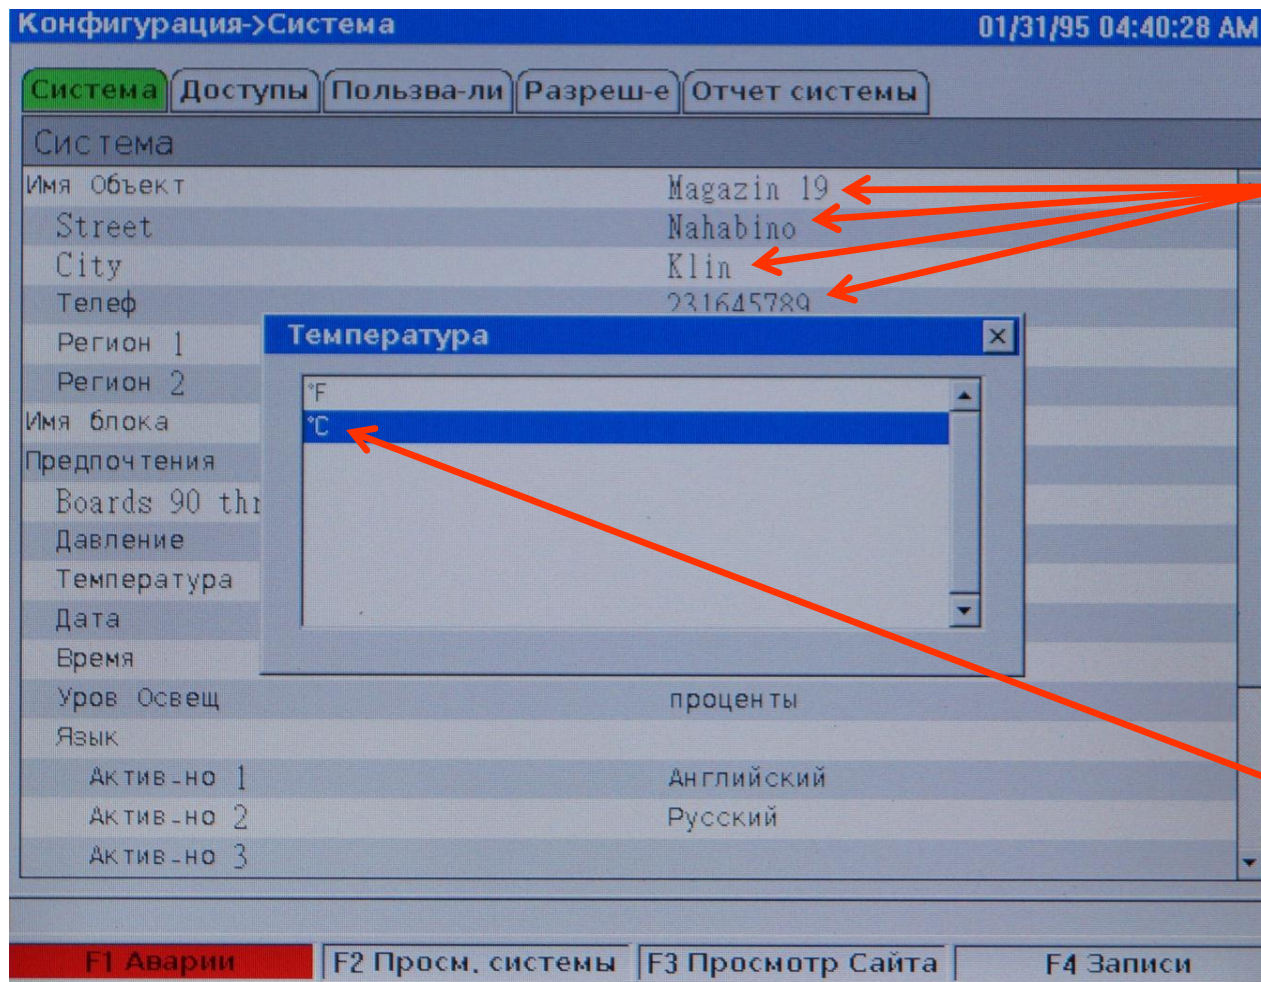 Конфигурация->Система 01/31/95 04:40:28 AM
Система Доступы Пользва-ли Разреш-е Отчет системы
Система
Имя Объект Magazin 19
Street Nahabino
City Klin
Телеф 231645789
Температура
Регион 1
Регион 2
°F
Имя блока
°C
Предпочтения
Boards 90 thr
Давление
Температура
Дата
Время
Уров Освещ проценты
Язык
Актив-но 1 Английский
Актив-но 2 Русский
Актив-но 3
F1 Аварии F2 Просм. системы F3 Просмотр Сайта F4 Записи